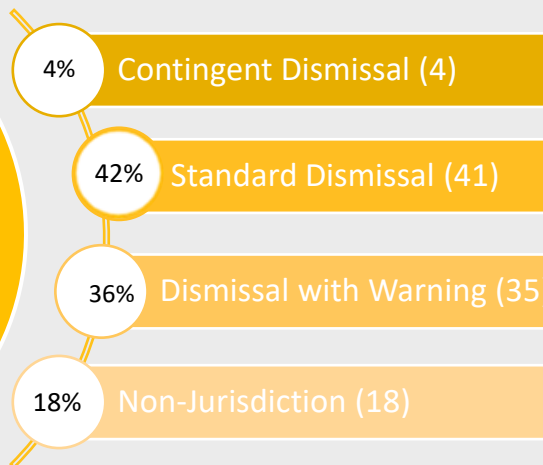 4% Contingent Dismissal (4)
42% Standard Dismissal (41)
36% Dismissal with Warning (35
18% Non-Jurisdiction (18)